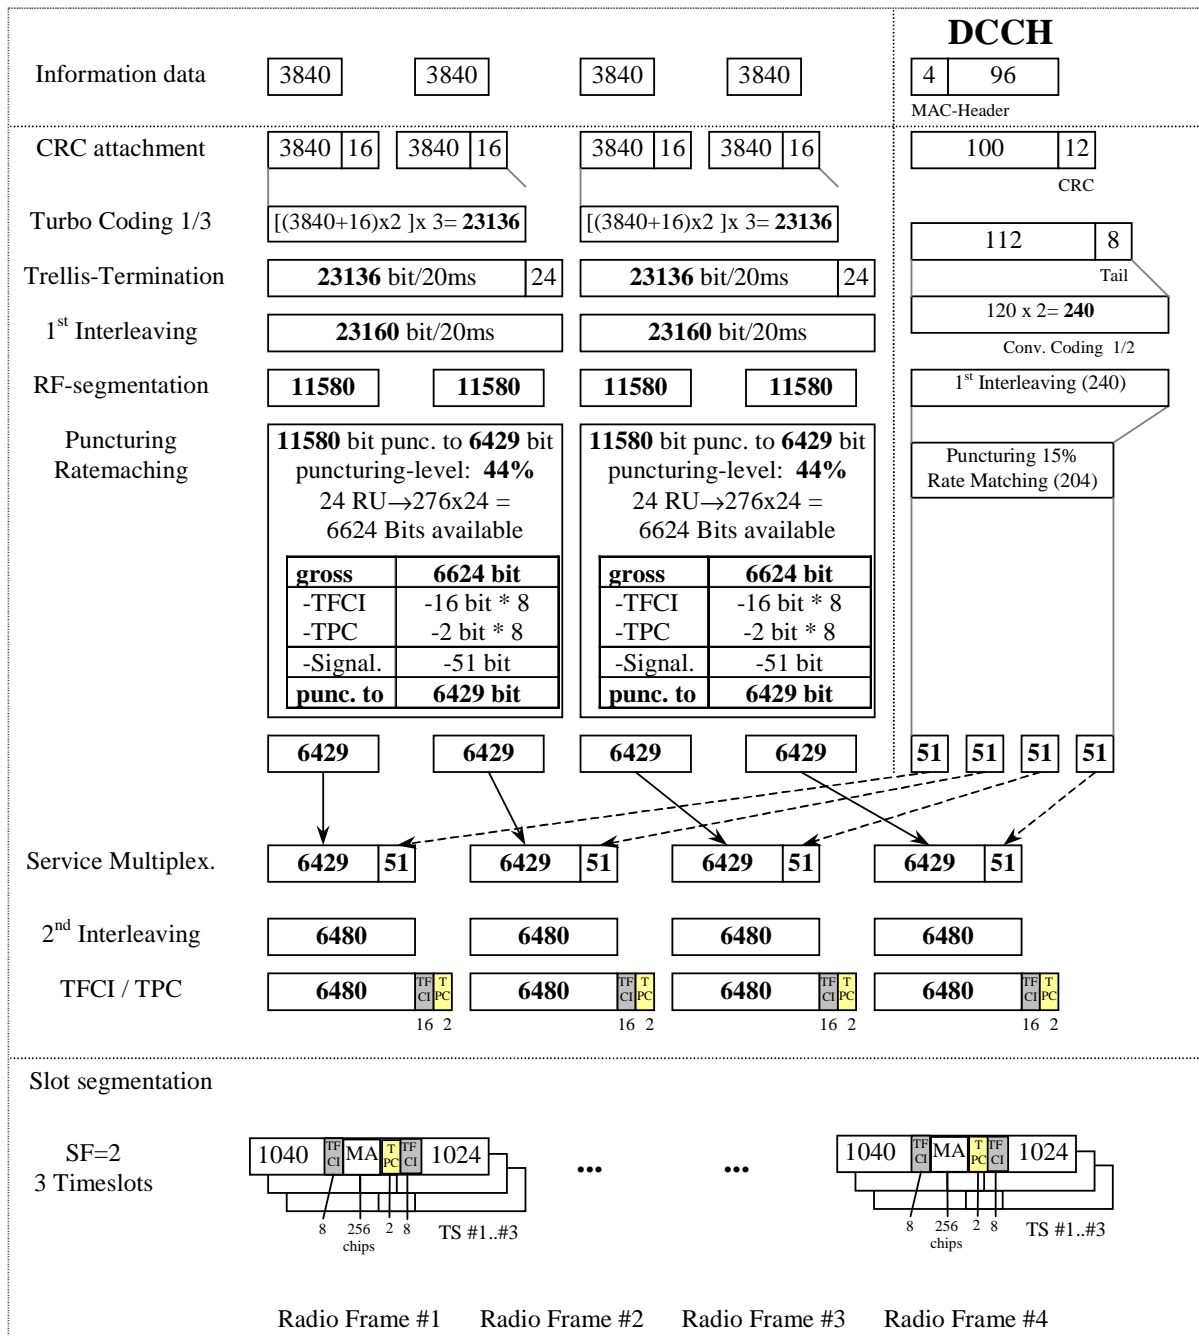 DCCH
Information data 3840 3840 3840 3840 4 96
MAC-Header
CRC attachment 3840 16 3840 16 3840 16 3840 16 100 12
CRC
Turbo Coding 1/3 [(3840+16)x2 ]x 3= 23136 [(3840+16)x2 ]x 3= 23136
112 8
Tail
Trellis-Termination 23136 bit/20ms 24 23136 bit/20ms 24
120 x 2= 240
1st Interleaving 23160 bit/20ms 23160 bit/20ms
Conv. Coding 1/2
RF-segmentation 11580 11580 11580 11580 1st Interleaving (240)
Puncturing
Ratemaching
11580 bit punc. to 6429 bit
puncturing-level: 44%
24 RU→276x24 =
6624 Bits available
gross 6624 bit
-TFCI -16 bit * 8
-TPC -2 bit * 8
-Signal. -51 bit
punc. to 6429 bit
11580 bit punc. to 6429 bit
puncturing-level: 44%
24 RU→276x24 =
6624 Bits available
gross 6624 bit
-TFCI -16 bit * 8
-TPC -2 bit * 8
-Signal. -51 bit
punc. to 6429 bit
Puncturing 15%
Rate Matching (204)
6429 6429 6429 6429 51 51 51 51
Service Multiplex. 6429 51 6429 51 6429 51 6429 51
2nd Interleaving 6480 6480 6480 6480
TFCI / TPC 6480 TF CI T PC 6480 TF CI T PC 6480 TF CI T PC 6480 TF CI T PC
16 2 16 2 16 2 16 2
Slot segmentation
SF=2
3 Timeslots
1040 TF CI MA T PC TF CI 1024 ... ... 1040 TF CI MA T PC TF CI 1024
8 256 2 8 TS #1..#3 8 256 2 8 TS #1..#3
chips chips
Radio Frame #1 Radio Frame #2 Radio Frame #3 Radio Frame #4